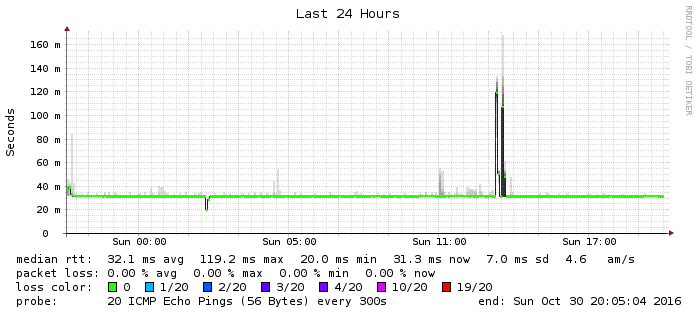 Last 24 Hours
RRDTOOL / TOBI OETIKER
Seconds
160 m
140 m
120 m
100 m
80 m
60 m
40 m
20 m
0
Sun 00:00 Sun 05:00 Sun 11:00 Sun 17:00
median rtt: 32.1 ms avg 119.2 ms max 20.0 ms min 31.3 ms now 7.0 ms sd 4.6 am/s
packet loss: 0.00 % avg 0.00 % max 0.00 % min 0.00 % now
loss color: 0 1/20 2/20 3/20 4/20 10/20 19/20
probe: 20 ICMP Echo Pings (56 Bytes) every 300s end: Sun Oct 30 20:05:04 2016